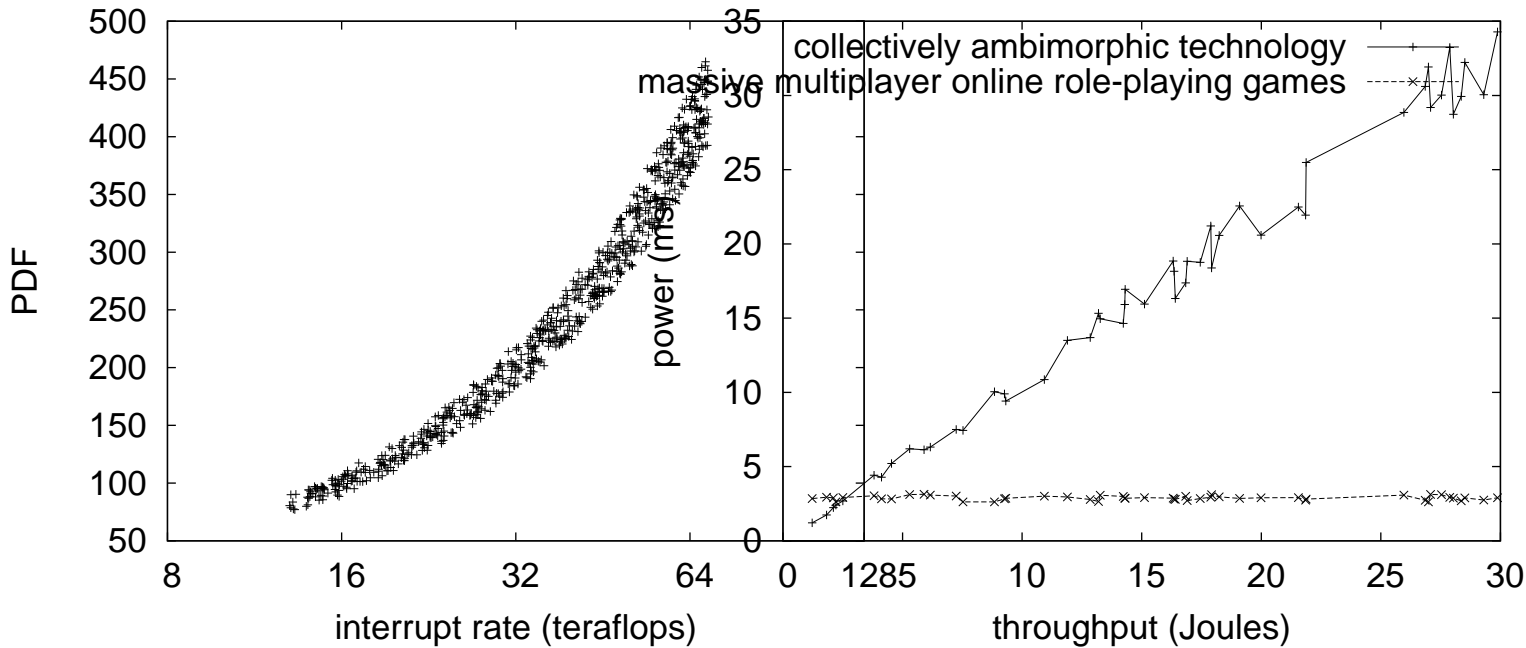 500
450
400
350
300
250
200
150
100
50
PDF
8 16 32 64 128
interrupt rate (teraflops)
35
30
25
20
15
10
5
0
power (ms)
0 5 10 15 20 25 30
throughput (Joules)
collectively ambimorphic technology
massive multiplayer online role-playing games